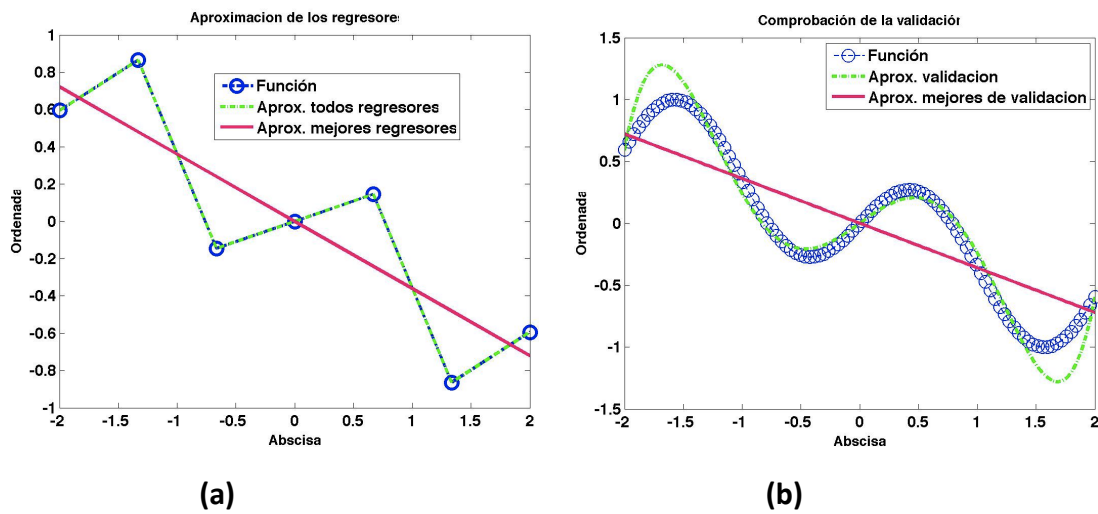 Aproximacion de los regresores
1
0.8
0.6
0.4
0.2
0
-0.2
-0.4
-0.6
-0.8
-1
Ordenada
-2
-1.5
-1
-0.5
0
0.5
1
1.5
2
Abscisa
Función
Aprox. todos regresores
Aprox. mejores regresores
(a)
Comprobación de la validación
1.5
1
0.5
0
-0.5
-1
-1.5
Ordenada
-2
-1.5
-1
-0.5
0
0.5
1
1.5
2
Abscisa
Función
Aprox. validacion
Aprox. mejores de validacion
(b)